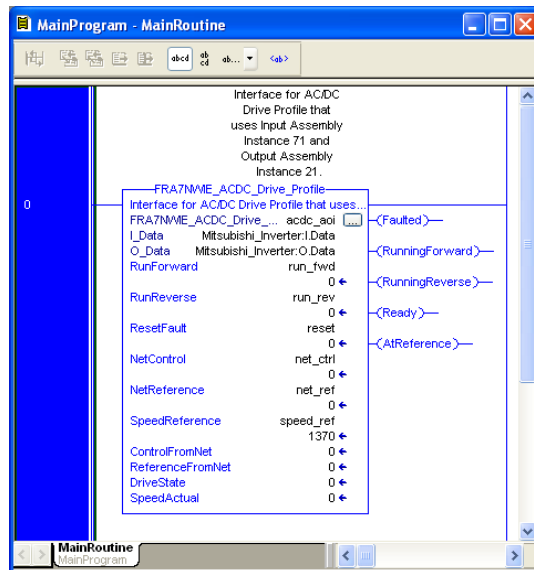 MainProgram - MainRoutine
abcd ab cd ab... <ab>
Interface for AC/DC
Drive Profile that
uses Input Assembly
Instance 71 and
Output Assembly
Instance 21.
FRA7NWIE_ACDC_Drive_Profile
0 Interface for AC/DC Drive Profile that uses...
FRA7NWIE_ACDC_Drive_... acdc_aoi ... (Faulted)
I_Data Mitsubishi_Inverter:I.Data
O_Data Mitsubishi_Inverter:O.Data (RunningForward)
RunForward run_fwd
0 (RunningReverse)
RunReverse run_rev
0 (Ready)
ResetFault reset
0 (AtReference)
NetControl net_ctrl
0
NetReference net_ref
0
SpeedReference speed_ref
1370
ControlFromNet 0
ReferenceFromNet 0
DriveState 0
SpeedActual 0
MainRoutine
MainProgram